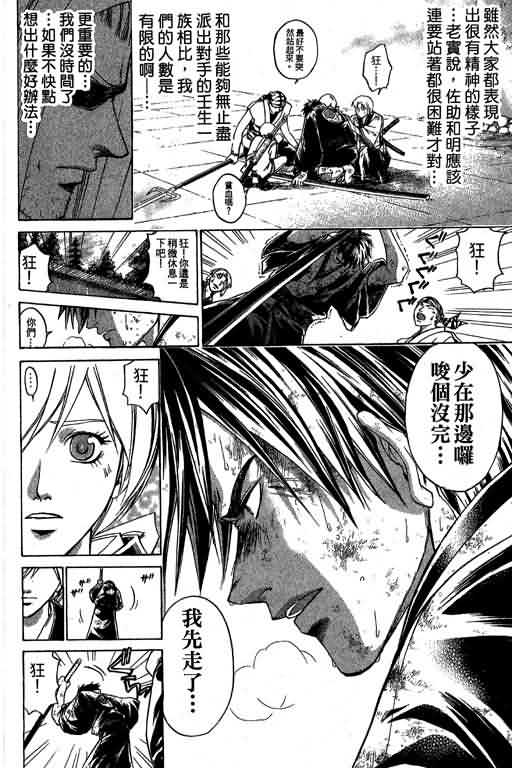 雖然大家都表現
出很有精神的樣子
…老實說，佐助和明應該
連要站著都很困難才對…
狂…
最好不要突
然站起來。
貧血嗎？
和那些能夠無止盡
派出對手的壬生一
族相比，我
們的人數是
有限的啊——
更重要的…
我們沒時間了
…如果不快點
想出什麼好辦法…
狂！
狂！你還是
稍微休息一
下吧！
狂！
你們…
少在那邊囉
唆個沒完…
狂！
……
我先走了…
狂！